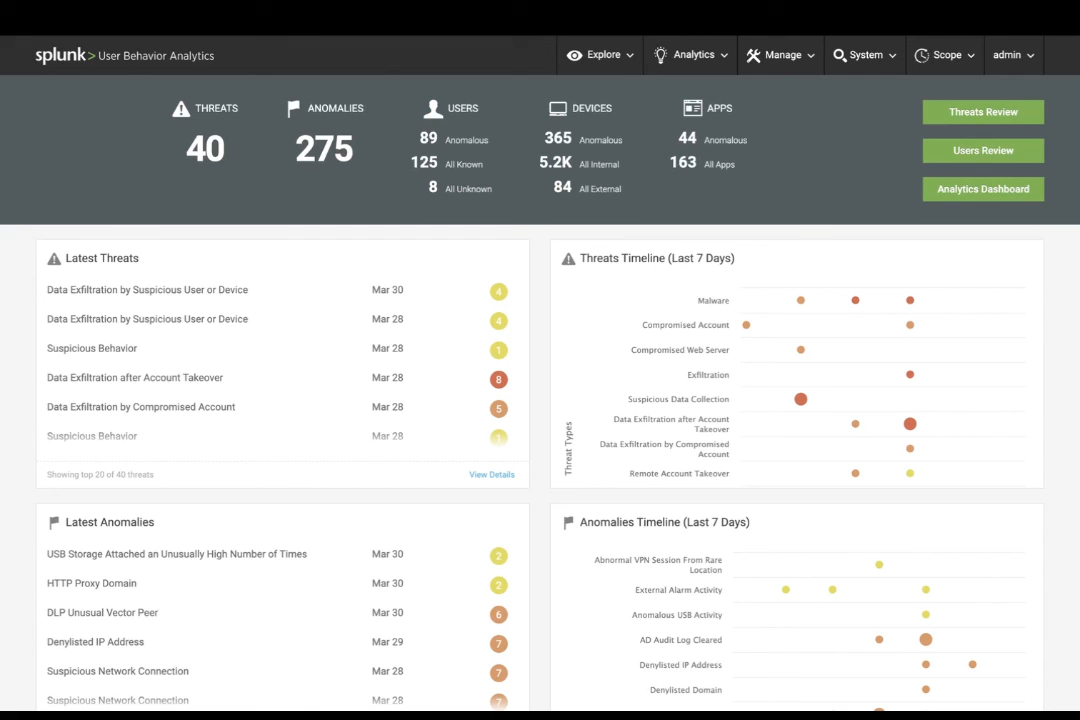 splunk> User Behavior Analytics
Explore
Analytics
Manage
System
Scope
admin
THREATS
40
ANOMALIES
275
USERS
89 Anomalous
125 All Known
8 All Unknown
DEVICES
365 Anomalous
5.2K All Internal
84 All External
APPS
44 Anomalous
163 All Apps
Threats Review
Users Review
Analytics Dashboard
Latest Threats
Data Exfiltration by Suspicious User or Device Mar 30 4
Data Exfiltration by Suspicious User or Device Mar 28 4
Suspicious Behavior Mar 28 1
Data Exfiltration after Account Takeover Mar 28 8
Data Exfiltration by Compromised Account Mar 28 5
Suspicious Behavior Mar 28 1
Showing top 20 of 40 threats View Details
Threats Timeline (Last 7 Days)
Threat Types
Malware
Compromised Account
Compromised Web Server
Exfiltration
Suspicious Data Collection
Data Exfiltration after Account
Takeover
Data Exfiltration by Compromised
Account
Remote Account Takeover
Latest Anomalies
USB Storage Attached an Unusually High Number of Times Mar 30 2
HTTP Proxy Domain Mar 30 2
DLP Unusual Vector Peer Mar 30 6
Denylisted IP Address Mar 29 7
Suspicious Network Connection Mar 28 7
Suspicious Network Connection Mar 28 7
Anomalies Timeline (Last 7 Days)
Abnormal VPN Session From Rare
Location
External Alarm Activity
Anomalous USB Activity
AD Audit Log Cleared
Denylisted IP Address
Denylisted Domain